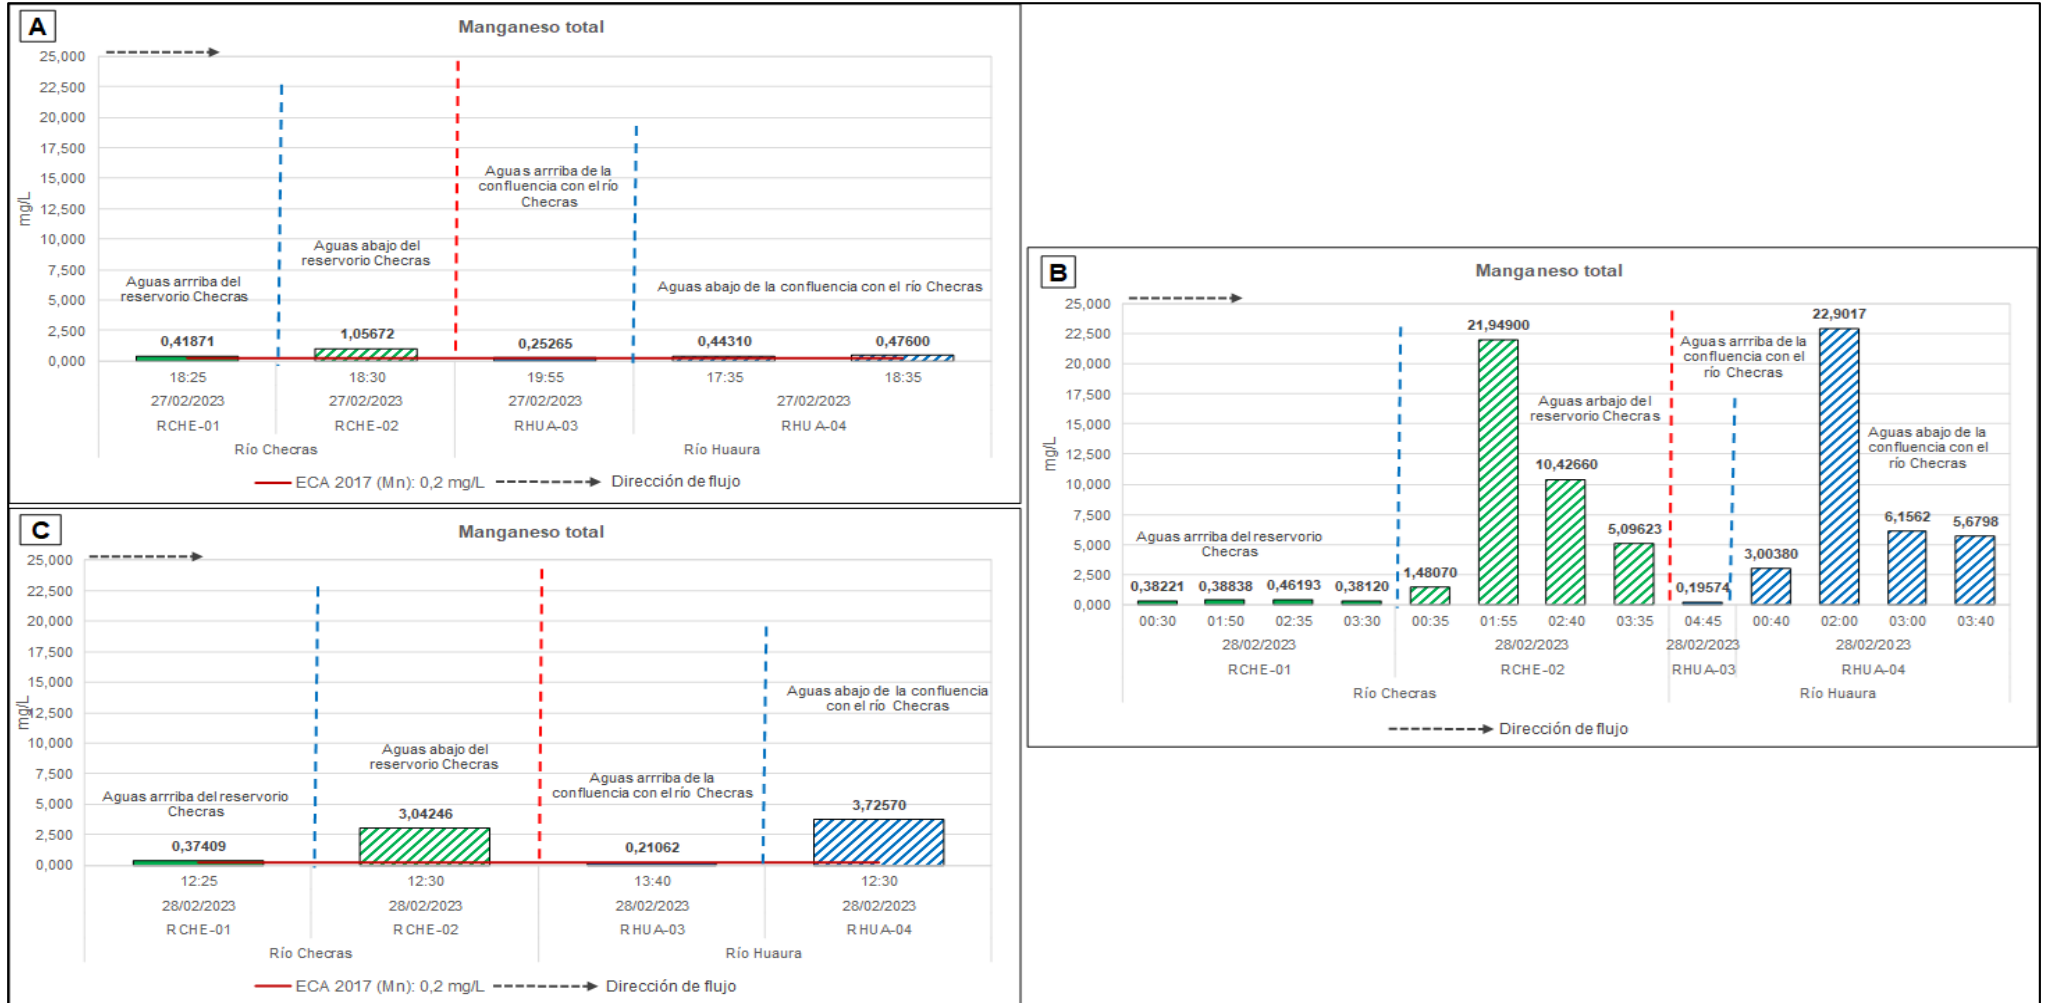 A
Manganeso total
25,000
22,500
20,000
17,500
15,000
12,500
10,000
7,500
5,000
2,500
0,000
mg/L
Aguas arrriba del
reservorio Checras
Aguas abajo del
reservorio Checras
Aguas arrriba de la
confluencia con el río
Checras
Aguas abajo de la confluencia con el río Checras
0,41871
1,05672
0,25265
0,44310
0,47600
18:25
18:30
19:55
17:35
18:35
27/02/2023
27/02/2023
27/02/2023
27/02/2023
RCHE-01
RCHE-02
RHUA-03
RHUA-04
Río Checras
Río Huaura
ECA 2017 (Mn): 0,2 mg/L
Dirección de flujo
B
Manganeso total
25,000
22,500
20,000
17,500
15,000
12,500
10,000
7,500
5,000
2,500
0,000
mg/L
Aguas arrriba del reservorio
Checras
Aguas arbajo del
reservorio Checras
Aguas arrriba de la
confluencia con el
río Checras
Aguas abajo de la
confluencia con el
río Checras
0,38221
0,38838
0,46193
0,38120
1,48070
21,94900
10,42660
5,09623
0,19574
3,00380
22,9017
6,1562
5,6798
00:30
01:50
02:35
03:30
00:35
01:55
02:40
03:35
04:45
00:40
02:00
03:00
03:40
28/02/2023
28/02/2023
28/02/2023
28/02/2023
RCHE-01
RCHE-02
RHUA-03
RHUA-04
Río Checras
Río Huaura
Dirección de flujo
C
Manganeso total
25,000
22,500
20,000
17,500
15,000
12,500
10,000
7,500
5,000
2,500
0,000
mg/L
Aguas arrriba del reservorio
Checras
Aguas abajo del
reservorio Checras
Aguas arrriba de la
confluencia con el río Checras
Aguas abajo de la confluencia
con el río Checras
0,37409
3,04246
0,21062
3,72570
12:25
12:30
13:40
12:30
28/02/2023
28/02/2023
28/02/2023
28/02/2023
RCHE-01
RCHE-02
RHUA-03
RHUA-04
Río Checras
Río Huaura
ECA 2017 (Mn): 0,2 mg/L
Dirección de flujo